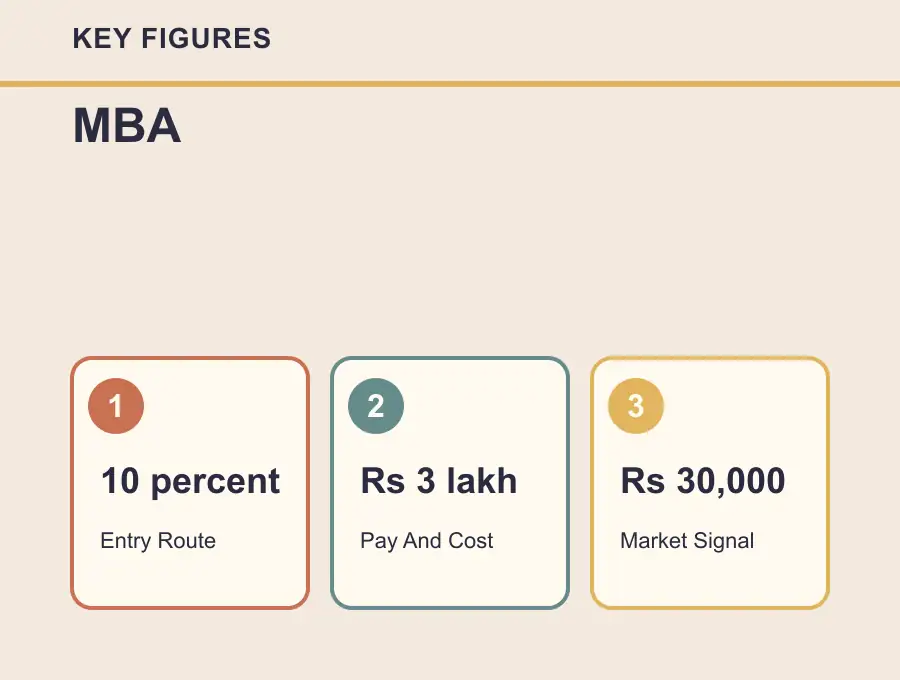 KEY FIGURES
MBA
1
10 percent
Entry Route
2
Rs 3 lakh
Pay And Cost
3
Rs 30,000
Market Signal